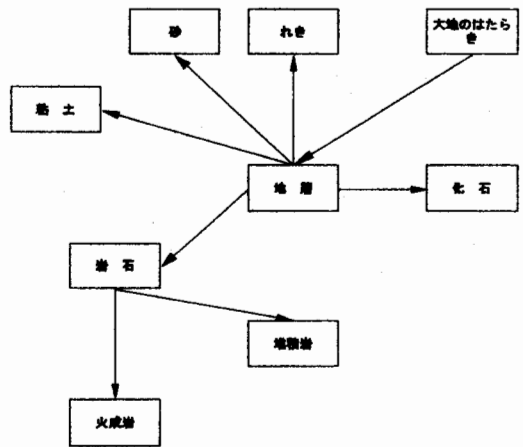 砂
れき
大地のはたら
き
粘 土
地 層
化 石
岩 石
堆積岩
火成岩